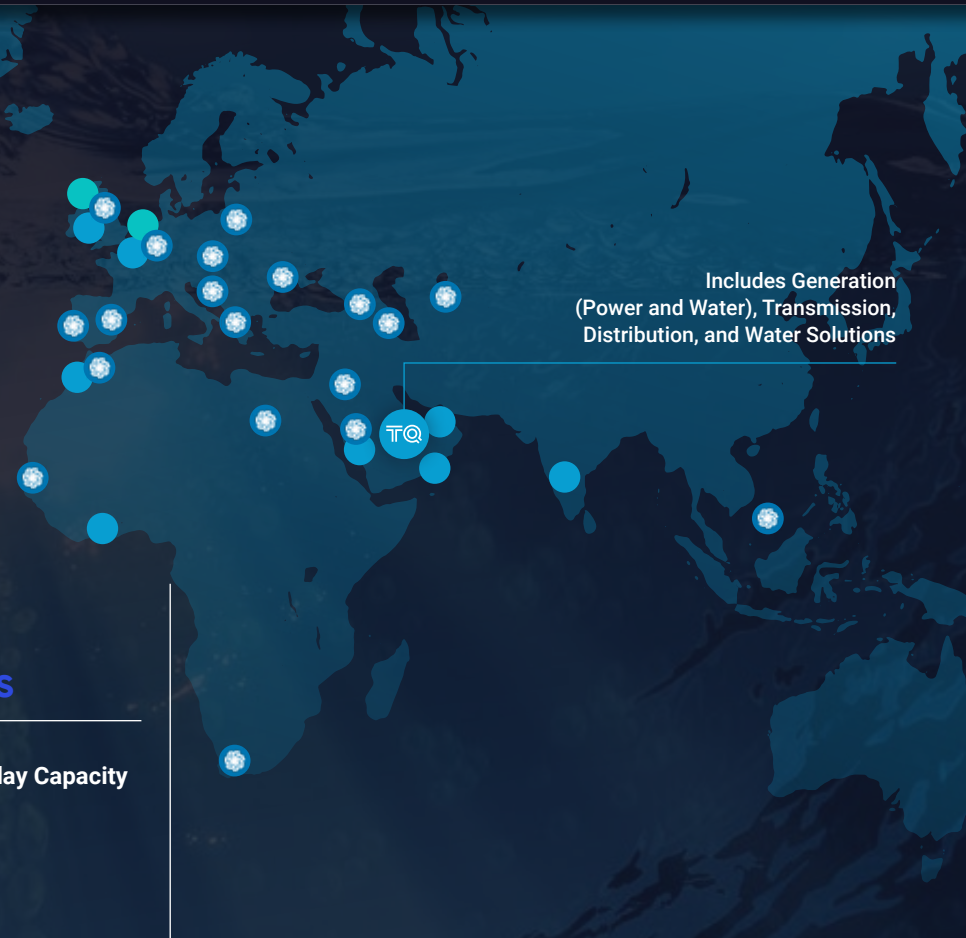 Includes Generation
(Power and Water), Transmission,
Distribution, and Water Solutions
TQ
s
lay Capacity